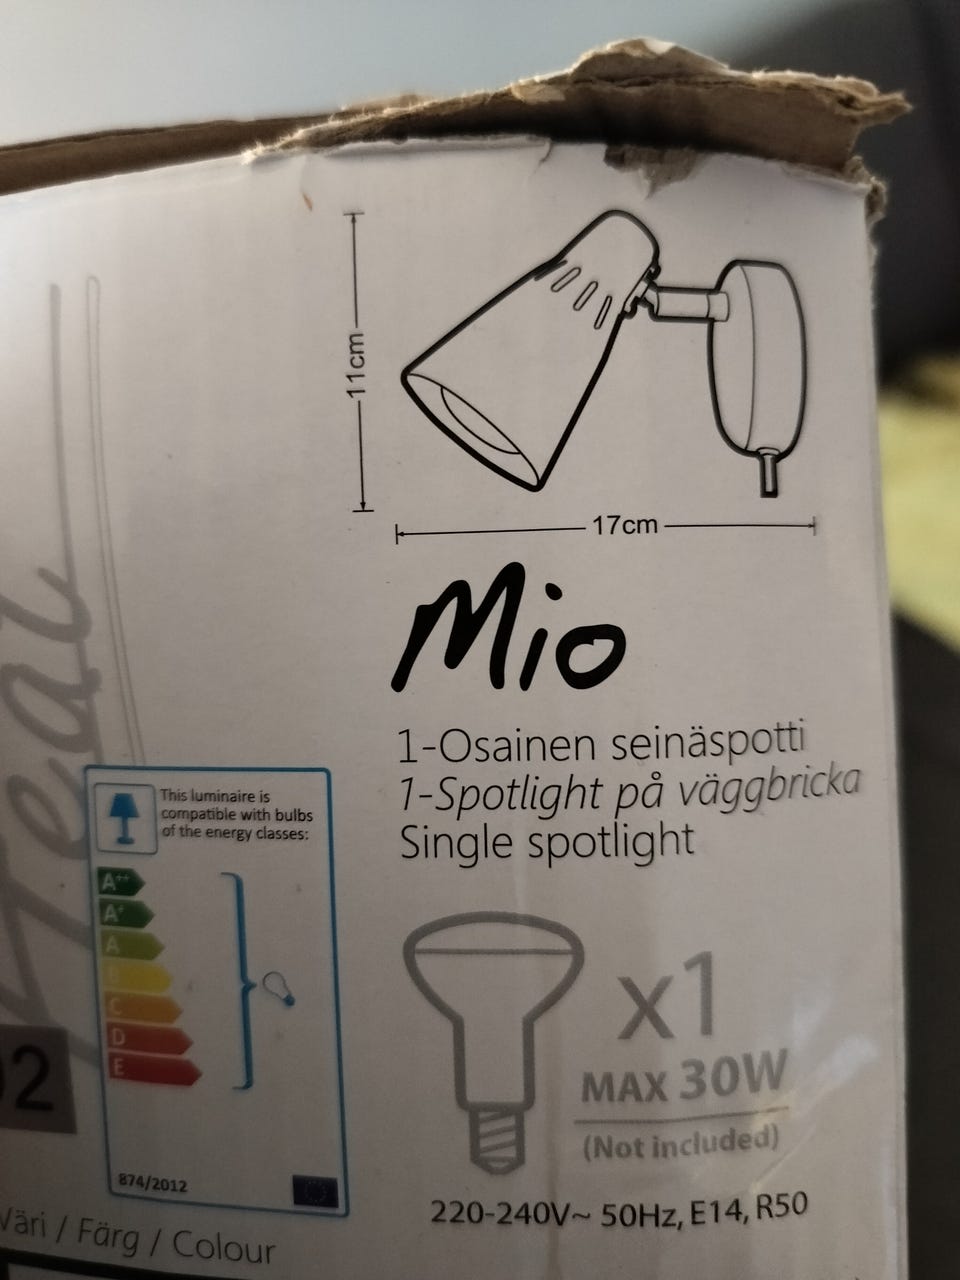 11cm
17cm
Mio
1-Osainen seinäspotti
1-Spotlight på väggbricka
Single spotlight
This luminaire is
compatible with bulbs
of the energy classes:
A++
A+
A
B
C
D
E
874/2012
x1
MAX 30W
(Not included)
220-240V~ 50Hz, E14, R50
2
Väri / Färg / Colour